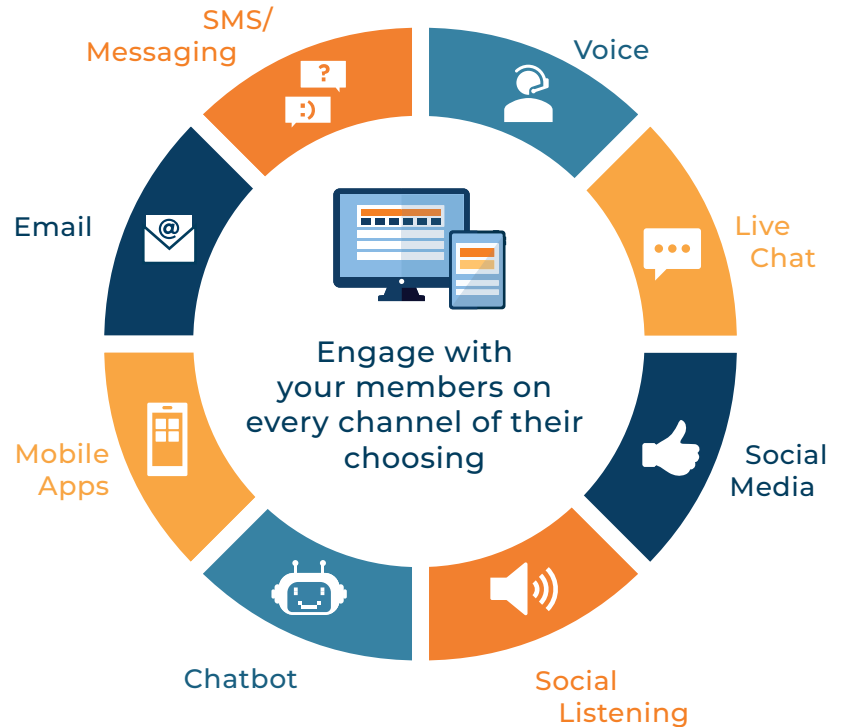 SMS/
Messaging
?
:)
Voice
Email
@
Live
Chat
Engage with
your members on
every channel of their
choosing
Mobile
Apps
Social
Media
Chatbot
Social
Listening